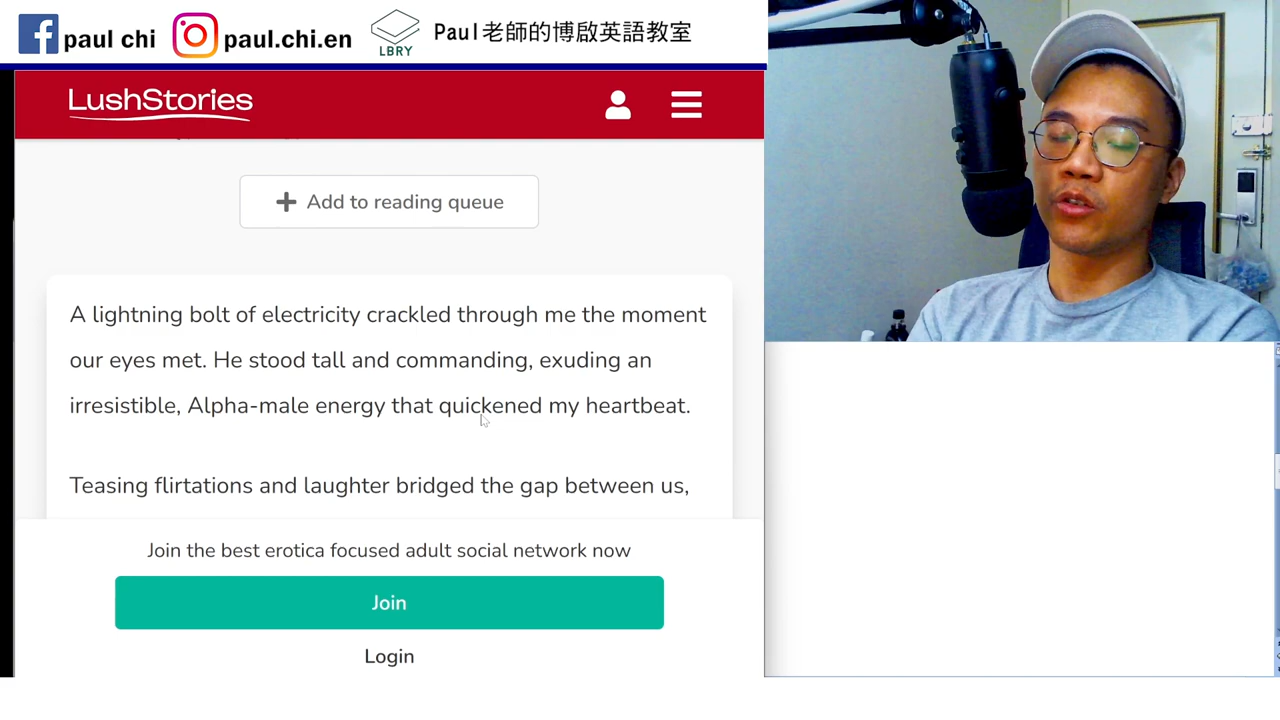 paul chi
paul.chi.en
LBRY
Paul老師的博啟英語教室
LushStories
Add to reading queue
A lightning bolt of electricity crackled through me the moment
our eyes met. He stood tall and commanding, exuding an
irresistible, Alpha-male energy that quickened my heartbeat.
Teasing flirtations and laughter bridged the gap between us,
Join the best erotica focused adult social network now
Join
Login